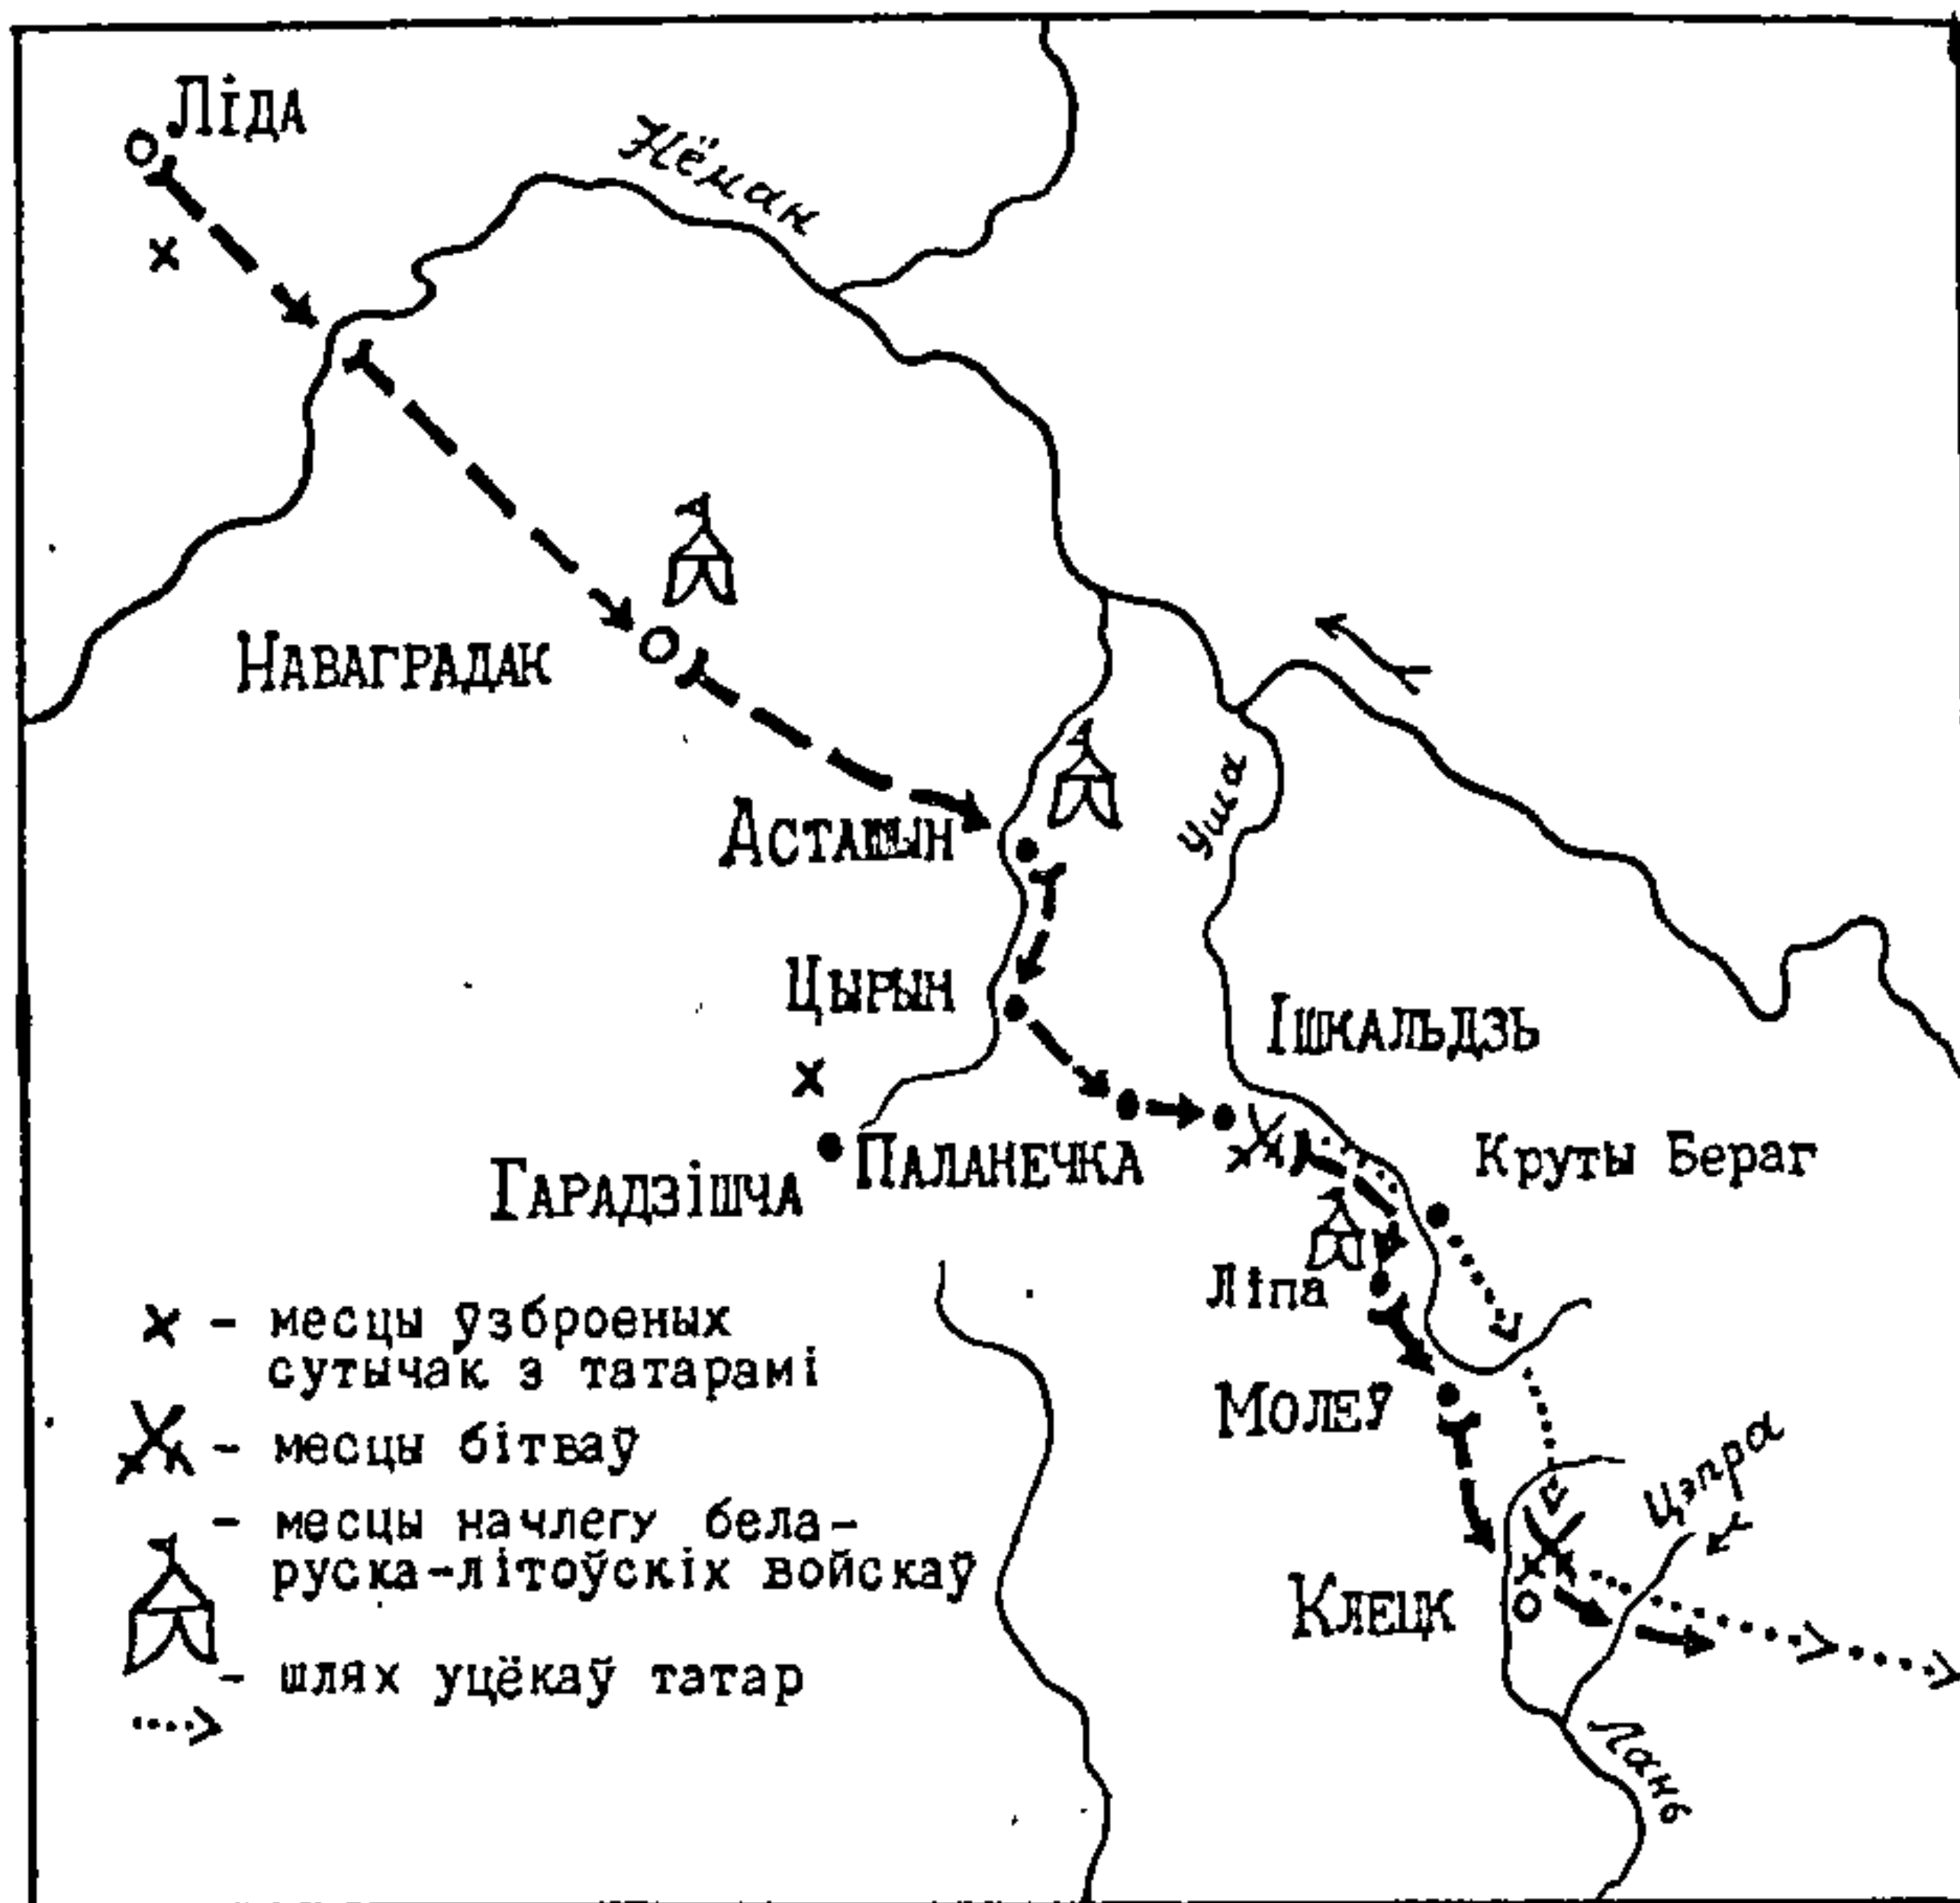 Ліда
Нёман
Наваградак
Асташын
Уша
Цырын
Ішкальдзь
Паланечка
Круты Бераг
Гарадзішча
Ліпа
Молеў
Цэпра
Клецк
Лань
x - месцы ўзброеных
сутычак з татарамі
- месцы бітваў
- месцы начлегу бела-
руска-літоўскіх войскаў
- шлях уцёкаў татар